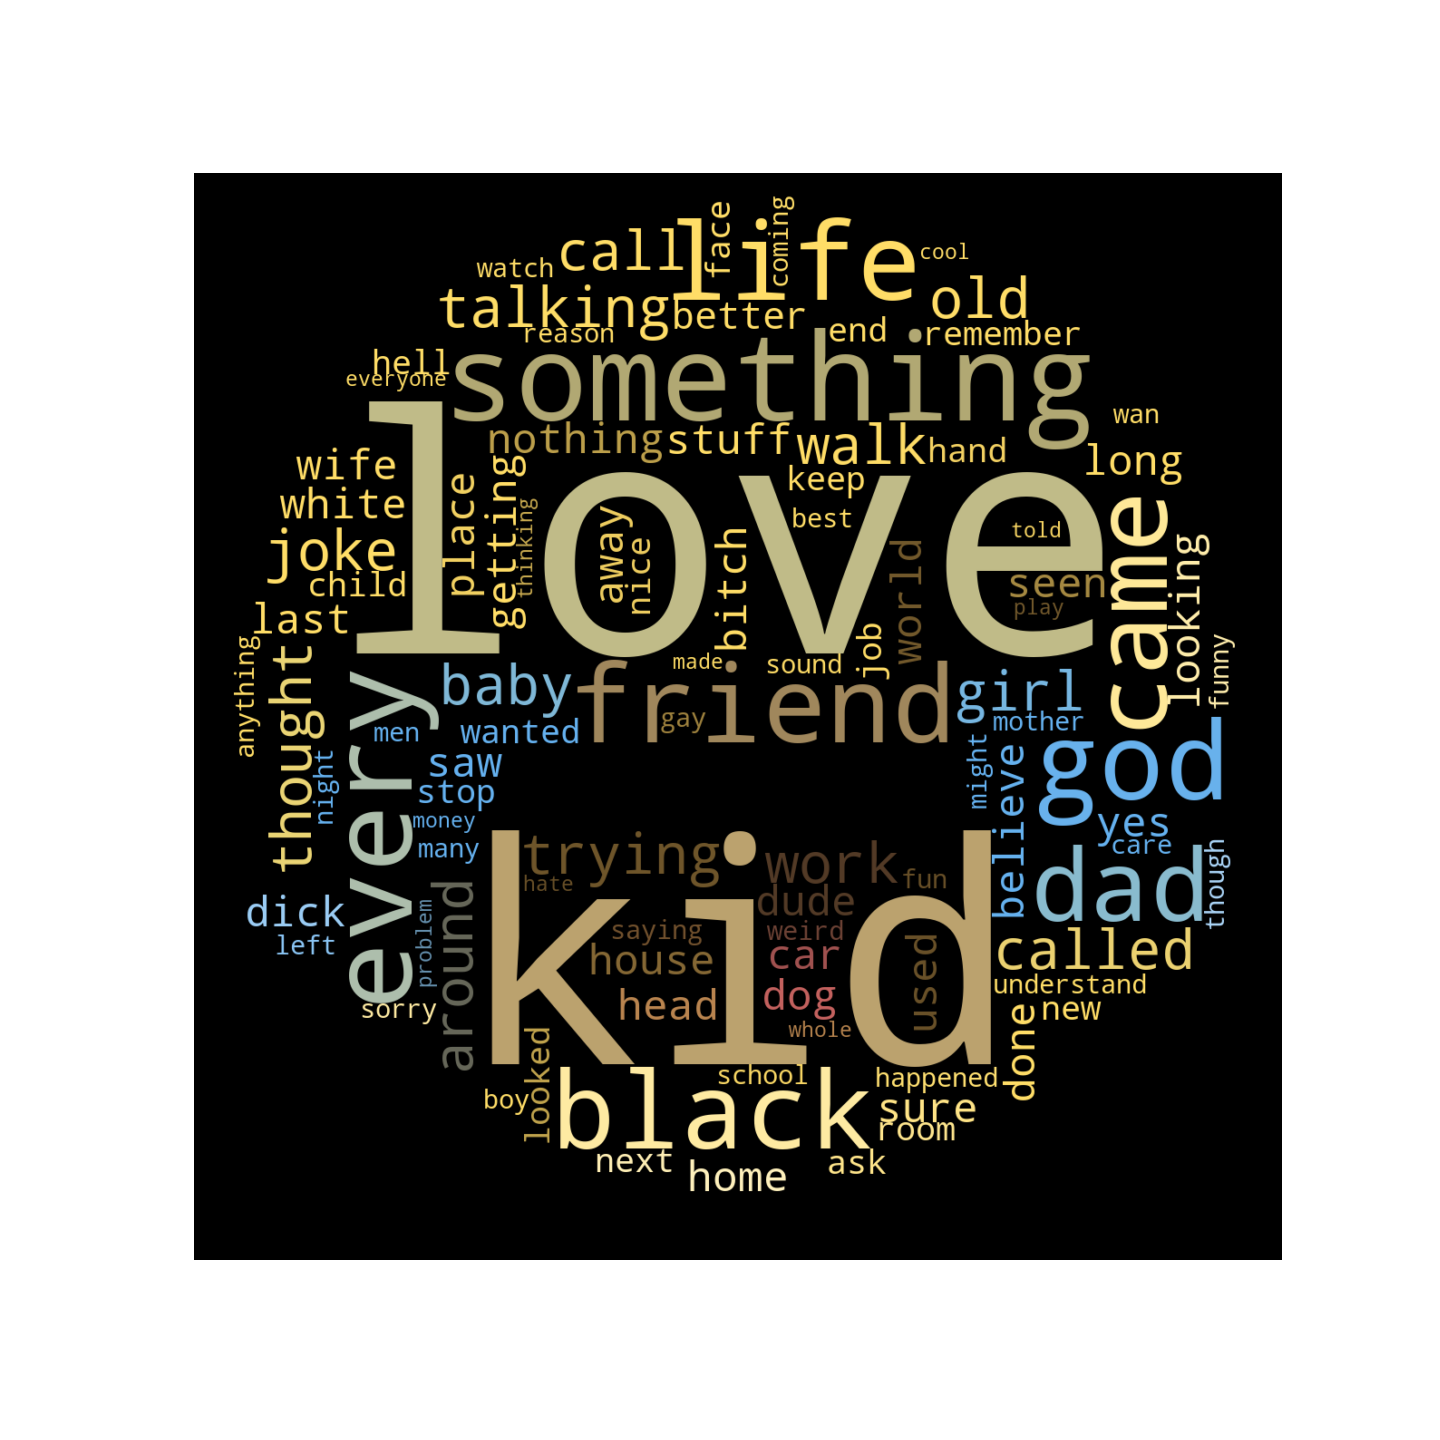 life
face
coming
cool
call
watch
talking
better
old
reason
end
remember
hell
everyone
something
wan
nothing
stuff
walk
hand
long
wife
white
joke
child
last
place
getting
thinking
love
keep
best
away
nice
bitch
told
world
seen
play
came
looking
funny
job
made
sound
anything
thought
night
every
baby
men
wanted
saw
stop
money
many
friend
gay
girl
mother
might
believe
god
yes
care
dad
though
trying
hate
work
fun
dude
dick
left
problem
around
sorry
kid
saying
weird
house
car
head
dog
whole
used
called
understand
new
done
looked
boy
school
happened
black
sure
room
next
home
ask